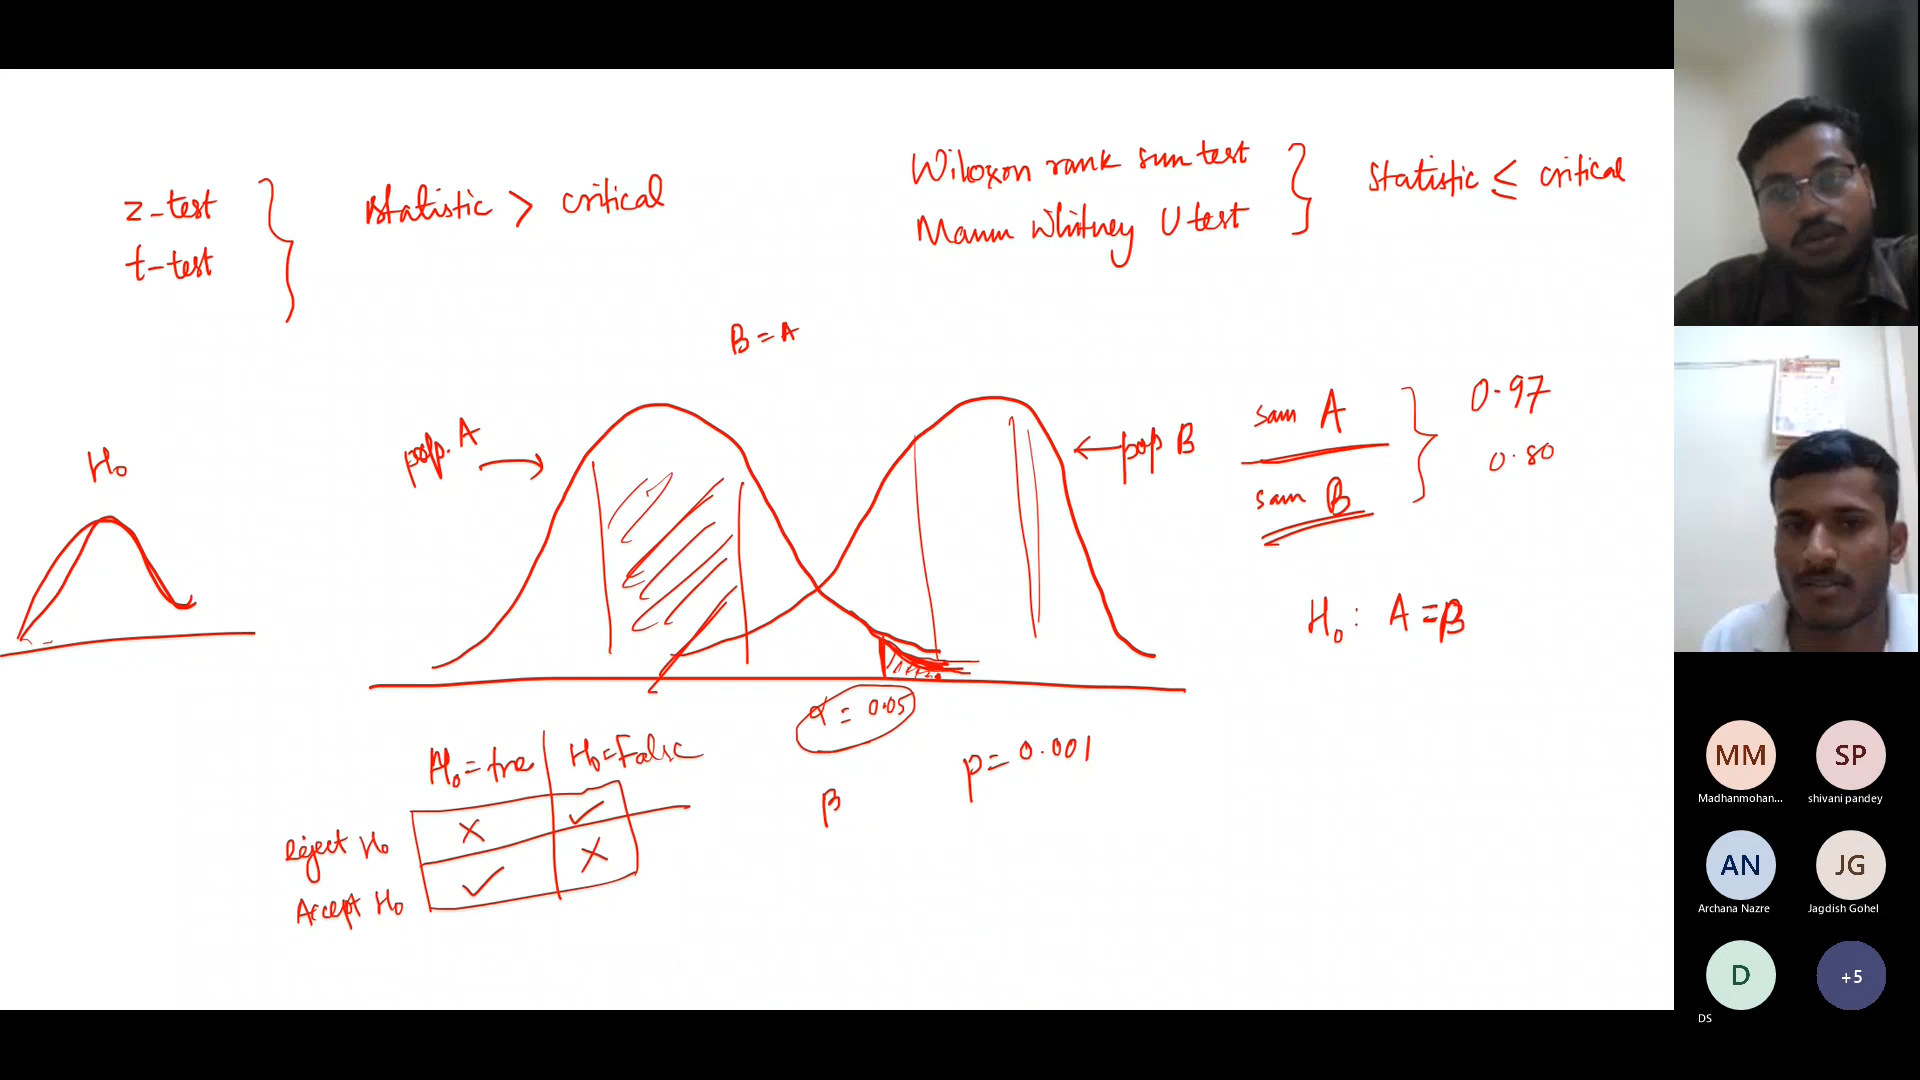 z-test
t-test
statistic > critical
Wilcoxon rank sum test
Mann Whitney U test
statistic ≤ critical
B = A
H₀
pop. A
pop B
sam A
sam B
0.97
0.80
H₀ : A = B
α = 0.05
p = 0.001
β
H₀ = true
H₀ = False
Reject H₀
× ✓
Accept H₀
✓ ×
MM
Madhanmohan...
SP
shivani pandey
AN
Archana Nazre
JG
Jagdish Gohel
D
DS
+5